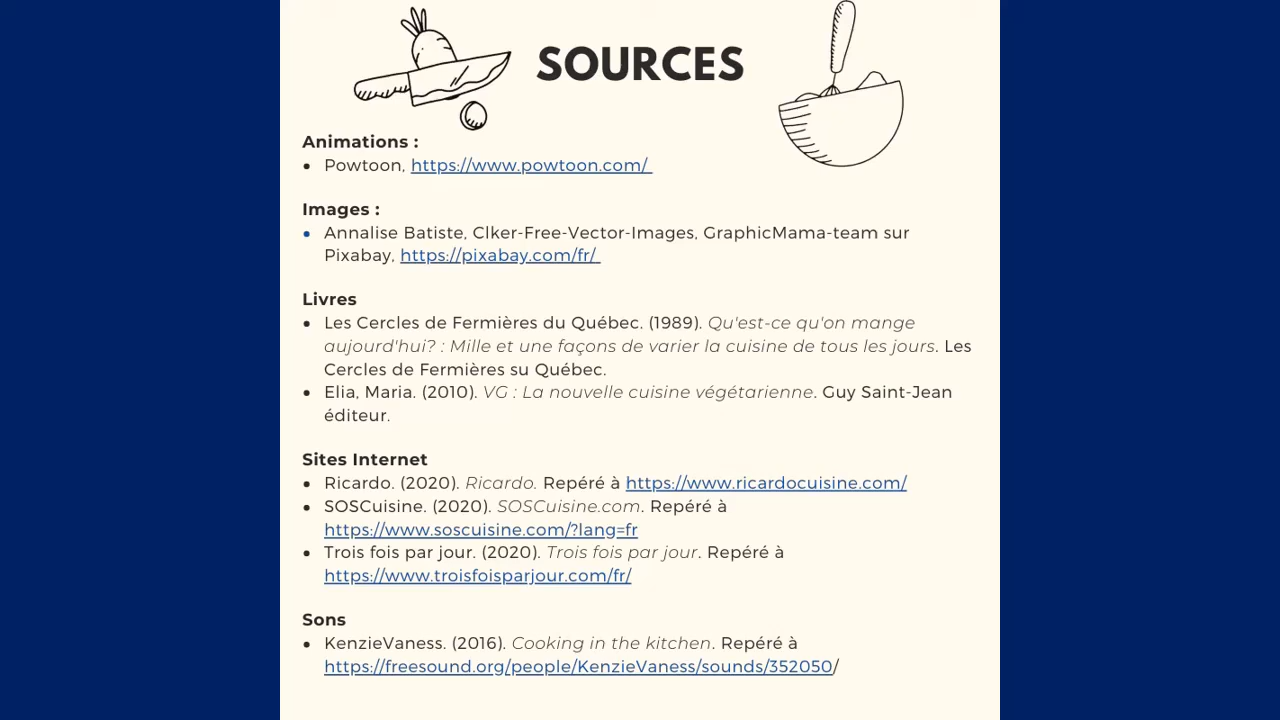 SOURCES
Animations :
• Powtoon, https://www.powtoon.com/
Images :
• Annalise Batiste, Clker-Free-Vector-Images, GraphicMama-team sur
Pixabay, https://pixabay.com/fr/
Livres
• Les Cercles de Fermières du Québec. (1989). Qu'est-ce qu'on mange
aujourd'hui? : Mille et une façons de varier la cuisine de tous les jours. Les
Cercles de Fermières su Québec.
• Elia, Maria. (2010). VG : La nouvelle cuisine végétarienne. Guy Saint-Jean
éditeur.
Sites Internet
• Ricardo. (2020). Ricardo. Repéré à https://www.ricardocuisine.com/
• SOSCuisine. (2020). SOSCuisine.com. Repéré à
https://www.soscuisine.com/?lang=fr
• Trois fois par jour. (2020). Trois fois par jour. Repéré à
https://www.troisfoisparjour.com/fr/
Sons
• KenzieVaness. (2016). Cooking in the kitchen. Repéré à
https://freesound.org/people/KenzieVaness/sounds/352050/